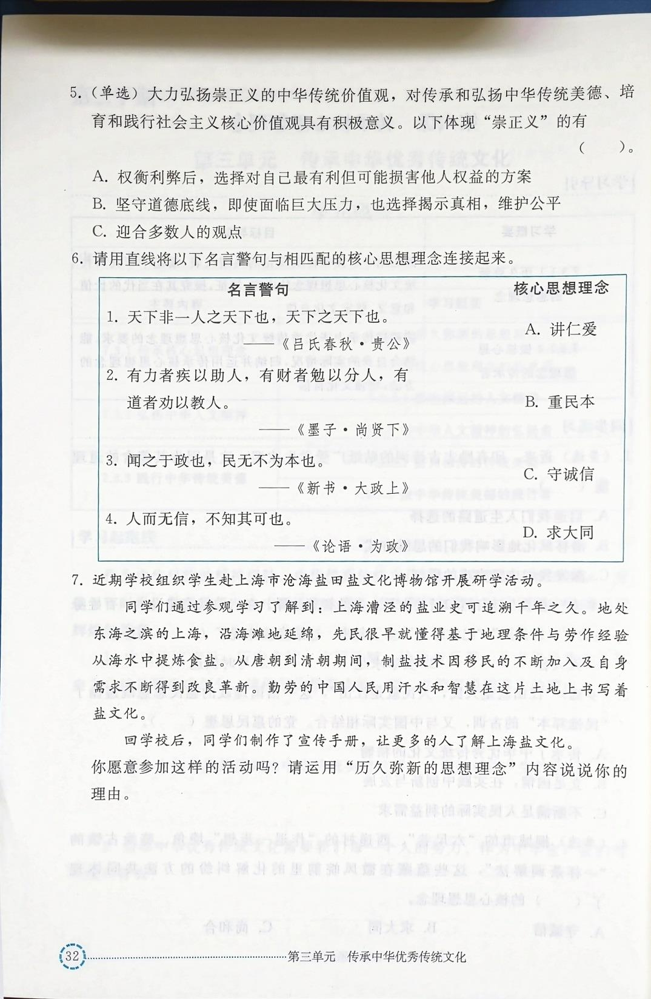 5.（单选）大力弘扬崇正义的中华传统价值观，对传承和弘扬中华传统美德、培
育和践行社会主义核心价值观具有积极意义。以下体现“崇正义”的有
（　　）。
A. 权衡利弊后，选择对自己最有利但可能损害他人权益的方案
B. 坚守道德底线，即使面临巨大压力，也选择揭示真相，维护公平
C. 迎合多数人的观点
6. 请用直线将以下名言警句与相匹配的核心思想理念连接起来。
名言警句
核心思想理念
1. 天下非一人之天下也，天下之天下也。
——《吕氏春秋·贵公》
A. 讲仁爱
2. 有力者疾以助人，有财者勉以分人，有
道者劝以教人。
——《墨子·尚贤下》
B. 重民本
3. 闻之于政也，民无不为本也。
——《新书·大政上》
C. 守诚信
4. 人而无信，不知其可也。
——《论语·为政》
D. 求大同
7. 近期学校组织学生赴上海市沧海盐田盐文化博物馆开展研学活动。
同学们通过参观学习了解到：上海漕泾的盐业史可追溯千年之久。地处
东海之滨的上海，沿海滩地延绵，先民很早就懂得基于地理条件与劳作经验
从海水中提炼食盐。从唐朝到清朝期间，制盐技术因移民的不断加入及自身
需求不断得到改良革新。勤劳的中国人民用汗水和智慧在这片土地上书写着
盐文化。
回学校后，同学们制作了宣传手册，让更多的人了解上海盐文化。
你愿意参加这样的活动吗？请运用“历久弥新的思想理念”内容说说你的
理由。
32
第三单元　传承中华优秀传统文化